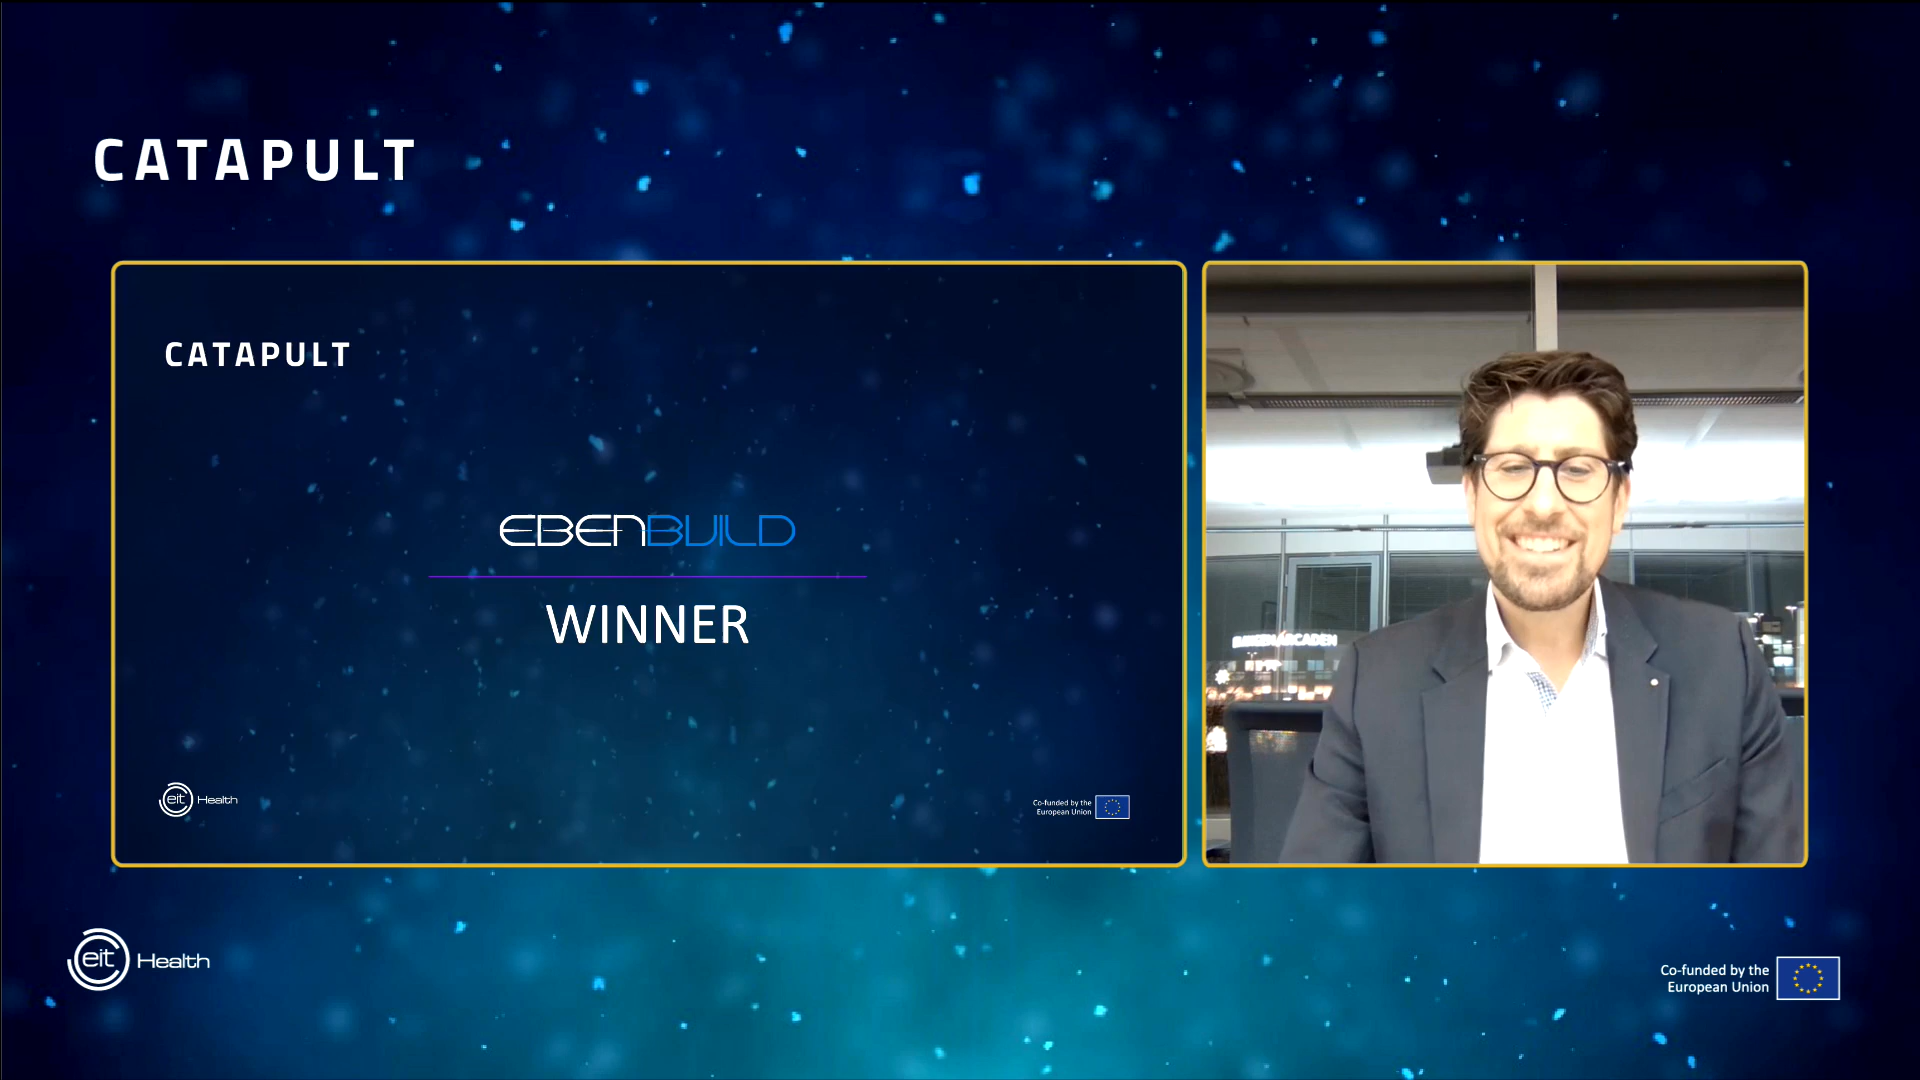 CATAPULT
CATAPULT
EBENBUILD
WINNER
eit Health
Co-funded by the
European Union
eit Health
Co-funded by the
European Union